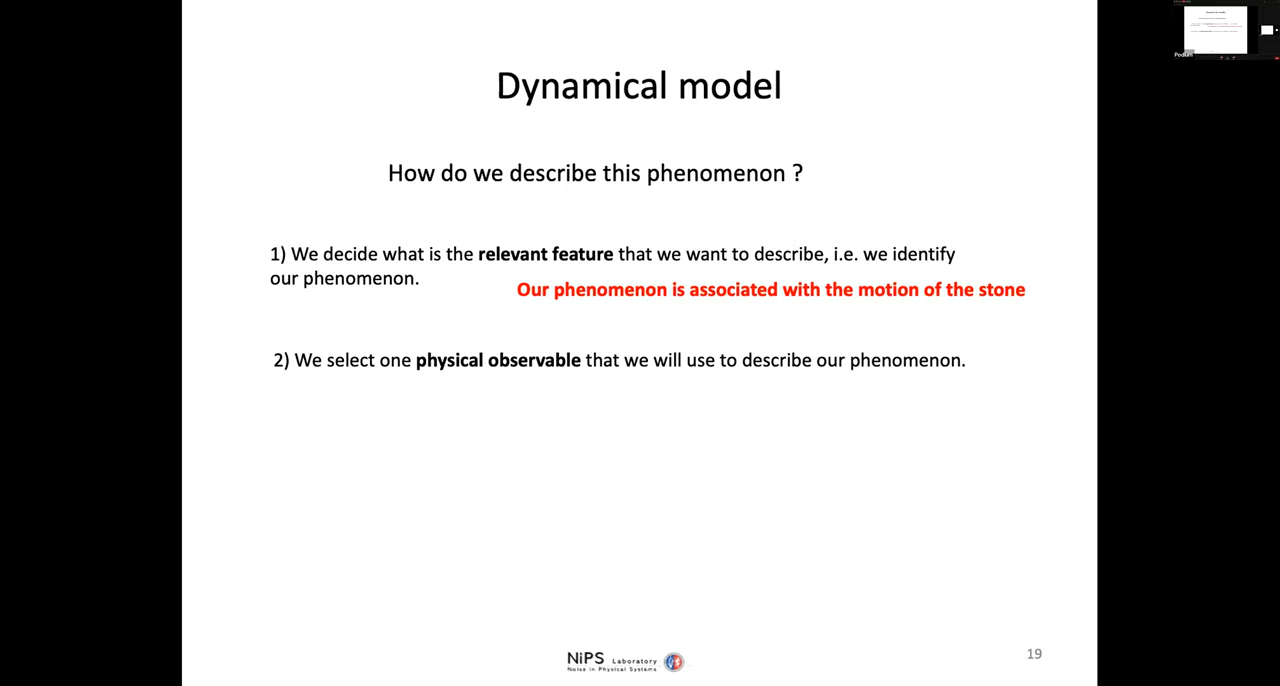 Dynamical model
How do we describe this phenomenon ?
1) We decide what is the relevant feature that we want to describe, i.e. we identify
our phenomenon.
Our phenomenon is associated with the motion of the stone
2) We select one physical observable that we will use to describe our phenomenon.
NiPS Laboratory
Noise in Physical Systems
19
Podium